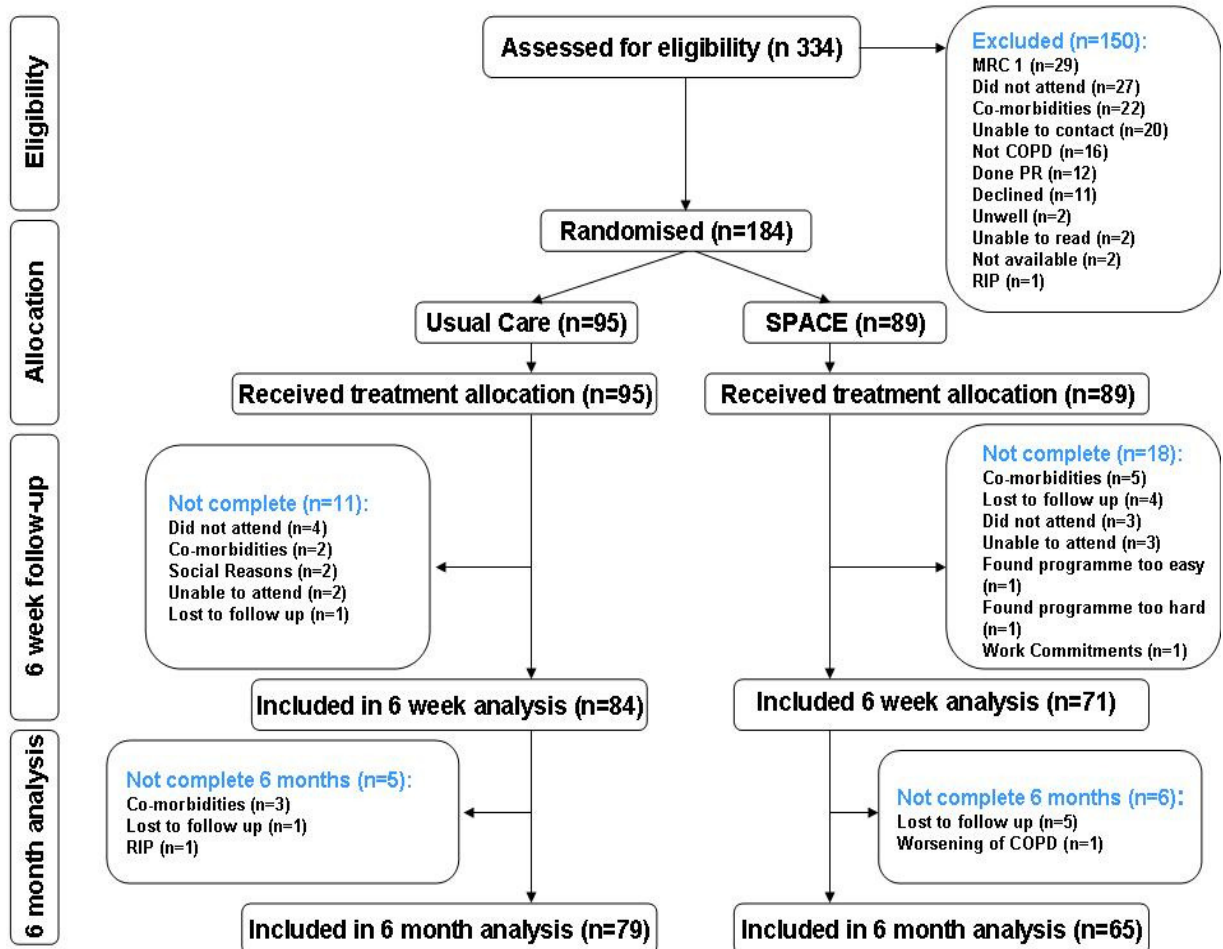 Eligibility
Assessed for eligibility (n 334)
Excluded (n=150):
MRC 1 (n=29)
Did not attend (n=27)
Co-morbidities (n=22)
Unable to contact (n=20)
Not COPD (n=16)
Done PR (n=12)
Declined (n=11)
Unwell (n=2)
Unable to read (n=2)
Not available (n=2)
RIP (n=1)
Allocation
Randomised (n=184)
Usual Care (n=95)
SPACE (n=89)
Received treatment allocation (n=95)
Received treatment allocation (n=89)
6 week follow-up
Not complete (n=11):
Did not attend (n=4)
Co-morbidities (n=2)
Social Reasons (n=2)
Unable to attend (n=2)
Lost to follow up (n=1)
Not complete (n=18):
Co-morbidities (n=5)
Lost to follow up (n=4)
Did not attend (n=3)
Unable to attend (n=3)
Found programme too easy
(n=1)
Found programme too hard
(n=1)
Work Commitments (n=1)
Included in 6 week analysis (n=84)
Included 6 week analysis (n=71)
6 month analysis
Not complete 6 months (n=5):
Co-morbidities (n=3)
Lost to follow up (n=1)
RIP (n=1)
Not complete 6 months (n=6):
Lost to follow up (n=5)
Worsening of COPD (n=1)
Included in 6 month analysis (n=79)
Included in 6 month analysis (n=65)